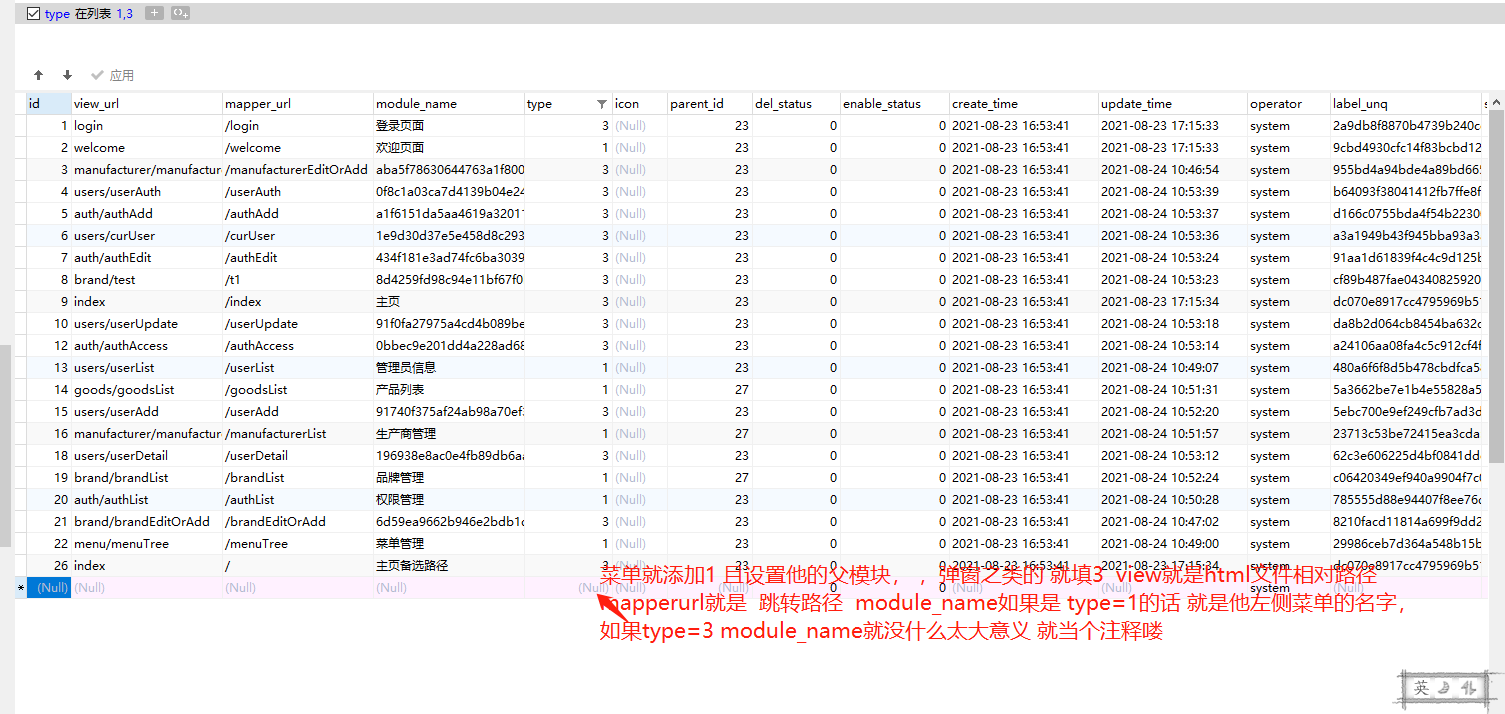 type 在列表 1,3
应用
id view_url mapper_url module_name type icon parent_id del_status enable_status create_time update_time operator label_unq
1 login /login 登录页面 3 (Null) 23 0 0 2021-08-23 16:53:41 2021-08-23 17:15:33 system 2a9db8f8870b4739b240c
2 welcome /welcome 欢迎页面 1 (Null) 23 0 0 2021-08-23 16:53:41 2021-08-23 17:15:33 system 9cbd4930cfc14f83bcbd12
3 manufacturer/manufactur /manufacturerEditOrAdd aba5f78630644763a1f800 3 (Null) 23 0 0 2021-08-23 16:53:41 2021-08-24 10:46:54 system 955bd4a94bde4a89bd66
4 users/userAuth /userAuth 0f8c1a03ca7d4139b04e24 3 (Null) 23 0 0 2021-08-23 16:53:41 2021-08-24 10:53:39 system b64093f38041412fb7ffe8f
5 auth/authAdd /authAdd a1f6151da5aa4619a3201 3 (Null) 23 0 0 2021-08-23 16:53:41 2021-08-24 10:53:37 system d166c0755bda4f54b2230
6 users/curUser /curUser 1e9d30d37e5e458d8c293 3 (Null) 23 0 0 2021-08-23 16:53:41 2021-08-24 10:53:36 system a3a1949b43f945bba93a3
7 auth/authEdit /authEdit 434f181e3ad74fc6ba3039 3 (Null) 23 0 0 2021-08-23 16:53:41 2021-08-24 10:53:24 system 91aa1d61839f4c4c9d125b
8 brand/test /t1 8d4259fd98c94e11bf67f0 3 (Null) 23 0 0 2021-08-23 16:53:41 2021-08-24 10:53:23 system cf89b487fae04340825920
9 index /index 主页 3 (Null) 23 0 0 2021-08-23 16:53:41 2021-08-23 17:15:34 system dc070e8917cc4795969b5
10 users/userUpdate /userUpdate 91f0fa27975a4cd4b089be 3 (Null) 23 0 0 2021-08-23 16:53:41 2021-08-24 10:53:18 system da8b2d064cb8454ba632c
12 auth/authAccess /authAccess 0bbec9e201dd4a228ad68 3 (Null) 23 0 0 2021-08-23 16:53:41 2021-08-24 10:53:14 system a24106aa08fa4c5c912cf4f
13 users/userList /userList 管理员信息 1 (Null) 23 0 0 2021-08-23 16:53:41 2021-08-24 10:49:07 system 480a6f6f8d5b478cbdfca5
14 goods/goodsList /goodsList 产品列表 1 (Null) 27 0 0 2021-08-23 16:53:41 2021-08-24 10:51:31 system 5a3662be7e1b4e55828a5
15 users/userAdd /userAdd 91740f375af24ab98a70ef 3 (Null) 23 0 0 2021-08-23 16:53:41 2021-08-24 10:52:20 system 5ebc700e9ef249cfb7ad3d
16 manufacturer/manufactur /manufacturerList 生产商管理 1 (Null) 27 0 0 2021-08-23 16:53:41 2021-08-24 10:51:57 system 23713c53be72415ea3cda
18 users/userDetail /userDetail 196938e8ac0e4fb89db6a 3 (Null) 23 0 0 2021-08-23 16:53:41 2021-08-24 10:53:12 system 62c3e606225d4bf0841dd
19 brand/brandList /brandList 品牌管理 1 (Null) 27 0 0 2021-08-23 16:53:41 2021-08-24 10:52:24 system c06420349ef940a9904f7c
20 auth/authList /authList 权限管理 1 (Null) 23 0 0 2021-08-23 16:53:41 2021-08-24 10:50:28 system 785555d88e94407f8ee76
21 brand/brandEditOrAdd /brandEditOrAdd 6d59ea9662b946e2bdb1 3 (Null) 23 0 0 2021-08-23 16:53:41 2021-08-24 10:47:02 system 8210facd11814a699f9dd2
22 menu/menuTree /menuTree 菜单管理 1 (Null) 23 0 0 2021-08-23 16:53:41 2021-08-24 10:49:00 system 29986ceb7d364a548b15b
26 index / 主页备选路径 3 (Null) 23 0 0 2021-08-23 16:53:41 2021-08-23 17:15:34 system dc070e8917cc4795969b5
(Null) (Null) (Null) (Null) (Null) 0 0 (Null) (Null) (Null)
菜单就添加1 且设置他的父模块， ，弹窗之类的 就填3 view就是html文件相对路径
mapperurl就是 跳转路径 module_name如果是 type=1的话 就是他左侧菜单的名字，
如果type=3 module_name就没什么太大意义 就当个注释喽
英